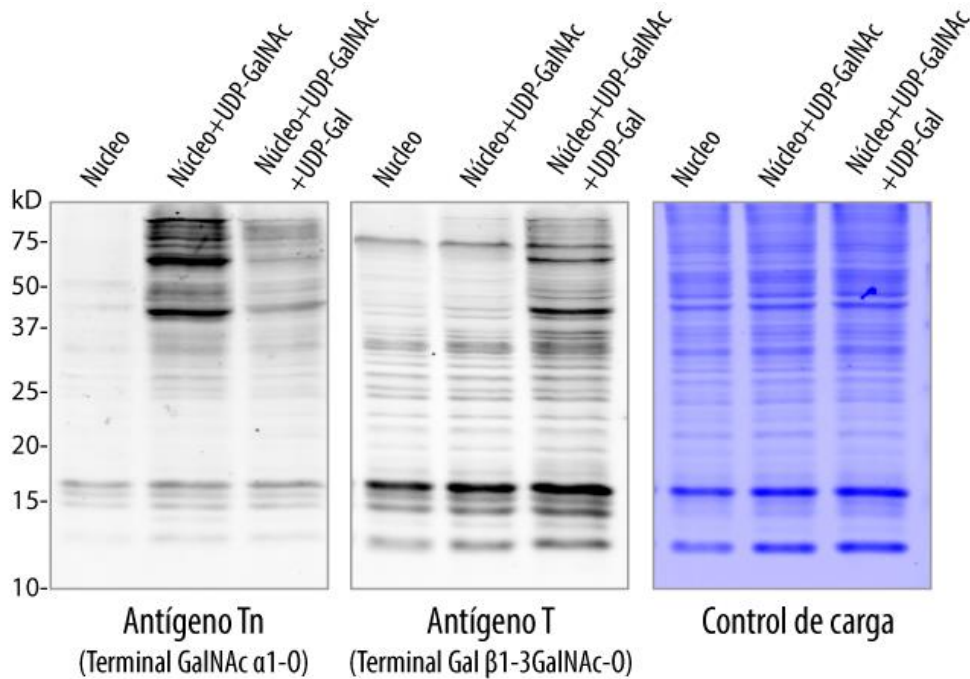 Nucleo
Núcleo+UDP-GalNAc
Núcleo+UDP-GalNAc
+UDP-Gal
Nucleo
Núcleo+UDP-GalNAc
Núcleo+UDP-GalNAc
+UDP-Gal
Nucleo
Núcleo+UDP-GalNAc
Núcleo+UDP-GalNAc
+UDP-Gal
kD
75-
50-
37-
25-
20-
15-
10-
Antígeno Tn
(Terminal GalNAc α1-O)
Antígeno T
(Terminal Gal β1-3GalNAc-O)
Control de carga